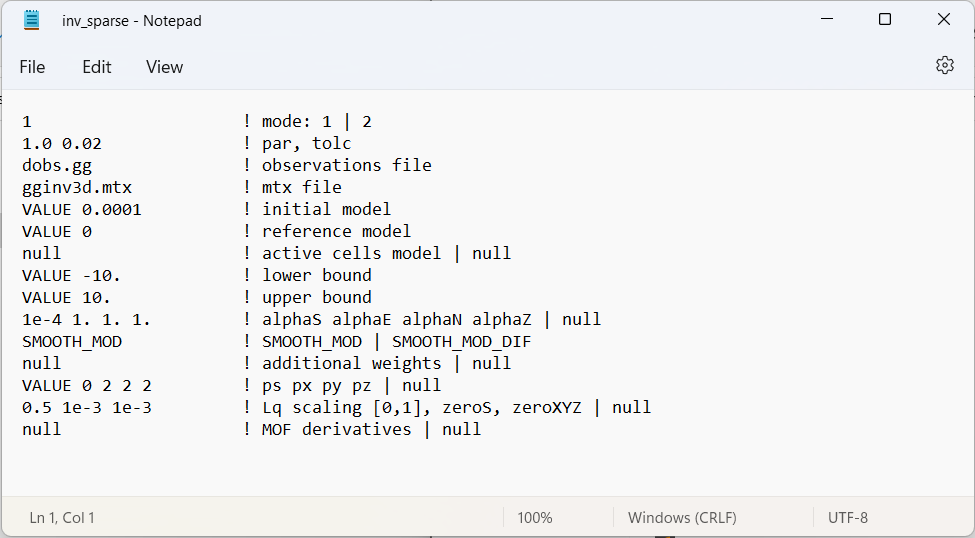 inv_sparse - Notepad
File Edit View
1 ! mode: 1 | 2
1.0 0.02 ! par, tolc
dobs.gg ! observations file
gginv3d.mtx ! mtx file
VALUE 0.0001 ! initial model
VALUE 0 ! reference model
null ! active cells model | null
VALUE -10. ! lower bound
VALUE 10. ! upper bound
1e-4 1. 1. 1. ! alphaS alphaE alphaN alphaZ | null
SMOOTH_MOD ! SMOOTH_MOD | SMOOTH_MOD_DIF
null ! additional weights | null
VALUE 0 2 2 2 ! ps px py pz | null
0.5 1e-3 1e-3 ! Lq scaling [0,1], zeroS, zeroXYZ | null
null ! MOF derivatives | null
Ln 1, Col 1 100% Windows (CRLF) UTF-8